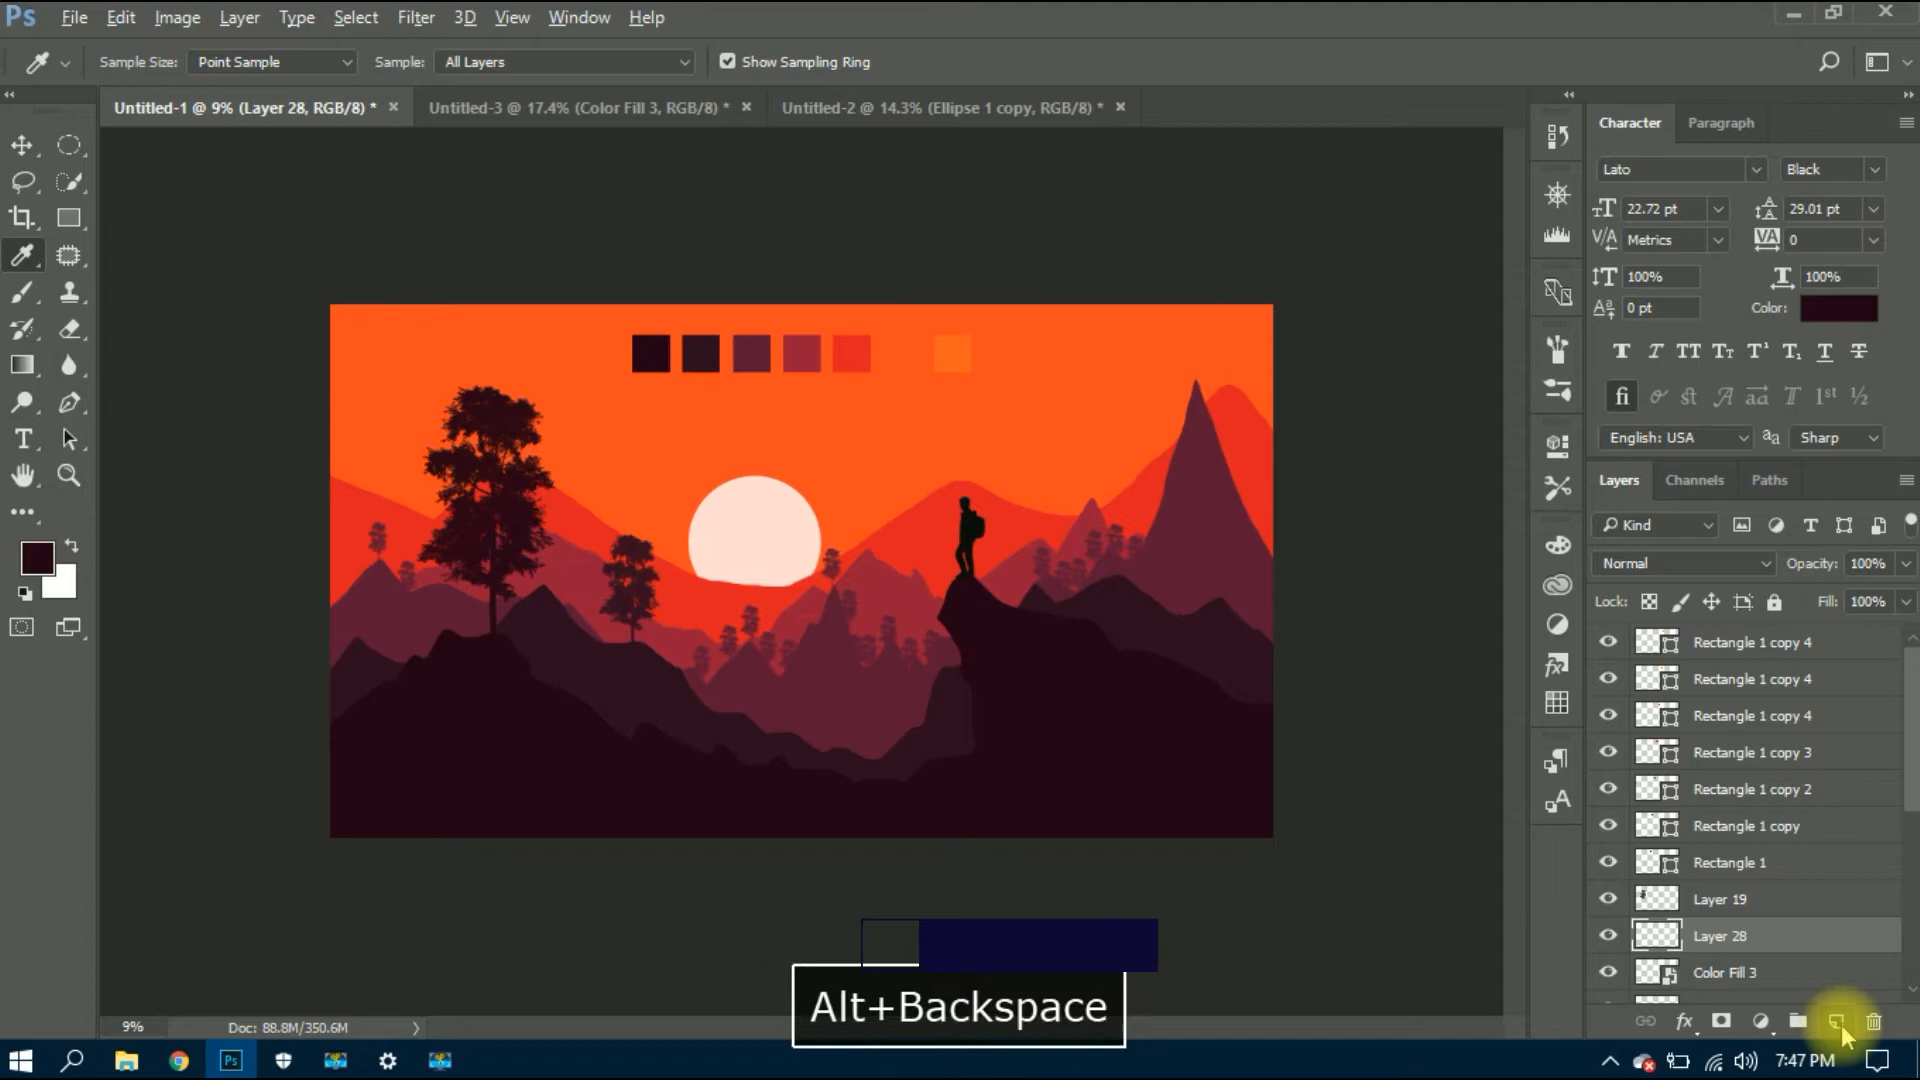 Ps File Edit Image Layer Type Select Filter 3D View Window Help
Sample Size: Point Sample Sample: All Layers Show Sampling Ring
Untitled-1 @ 9% (Layer 28, RGB/8) * Untitled-3 @ 17.4% (Color Fill 3, RGB/8) * Untitled-2 @ 14.3% (Ellipse 1 copy, RGB/8) *
Character Paragraph
Lato Black
22.72 pt 29.01 pt
Metrics 0
100% 100%
0 pt Color:
English: USA Sharp
Layers Channels Paths
Kind
Normal Opacity: 100%
Lock: Fill: 100%
Rectangle 1 copy 4
Rectangle 1 copy 4
Rectangle 1 copy 4
Rectangle 1 copy 3
Rectangle 1 copy 2
Rectangle 1 copy
Rectangle 1
Layer 19
Layer 28
Color Fill 3
Alt+Backspace
9% Doc: 88.8M/350.6M
Ps 7:47 PM